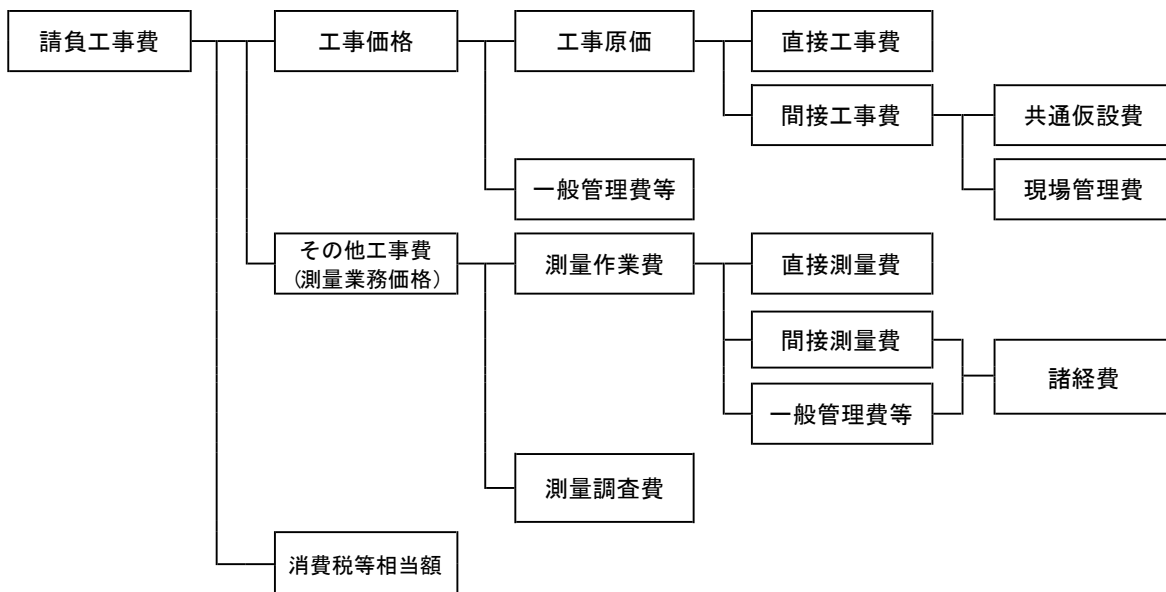 請負工事費
工事価格
工事原価
直接工事費
間接工事費
共通仮設費
現場管理費
一般管理費等
その他工事費
(測量業務価格)
測量作業費
直接測量費
間接測量費
諸経費
一般管理費等
測量調査費
消費税等相当額